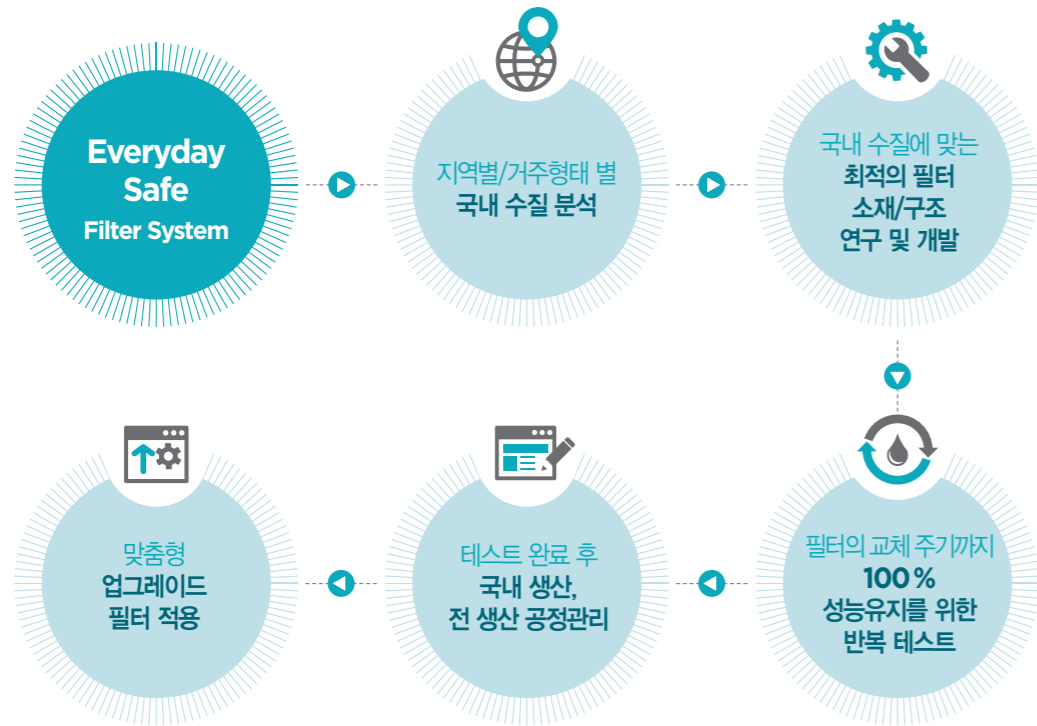 Everyday
Safe
Filter System
지역별/거주형태 별
국내 수질 분석
국내 수질에 맞는
최적의 필터
소재/구조
연구 및 개발
필터의 교체 주기까지
100 %
성능유지를 위한
반복 테스트
테스트 완료 후
국내 생산,
전 생산 공정관리
맞춤형
업그레이드
필터 적용